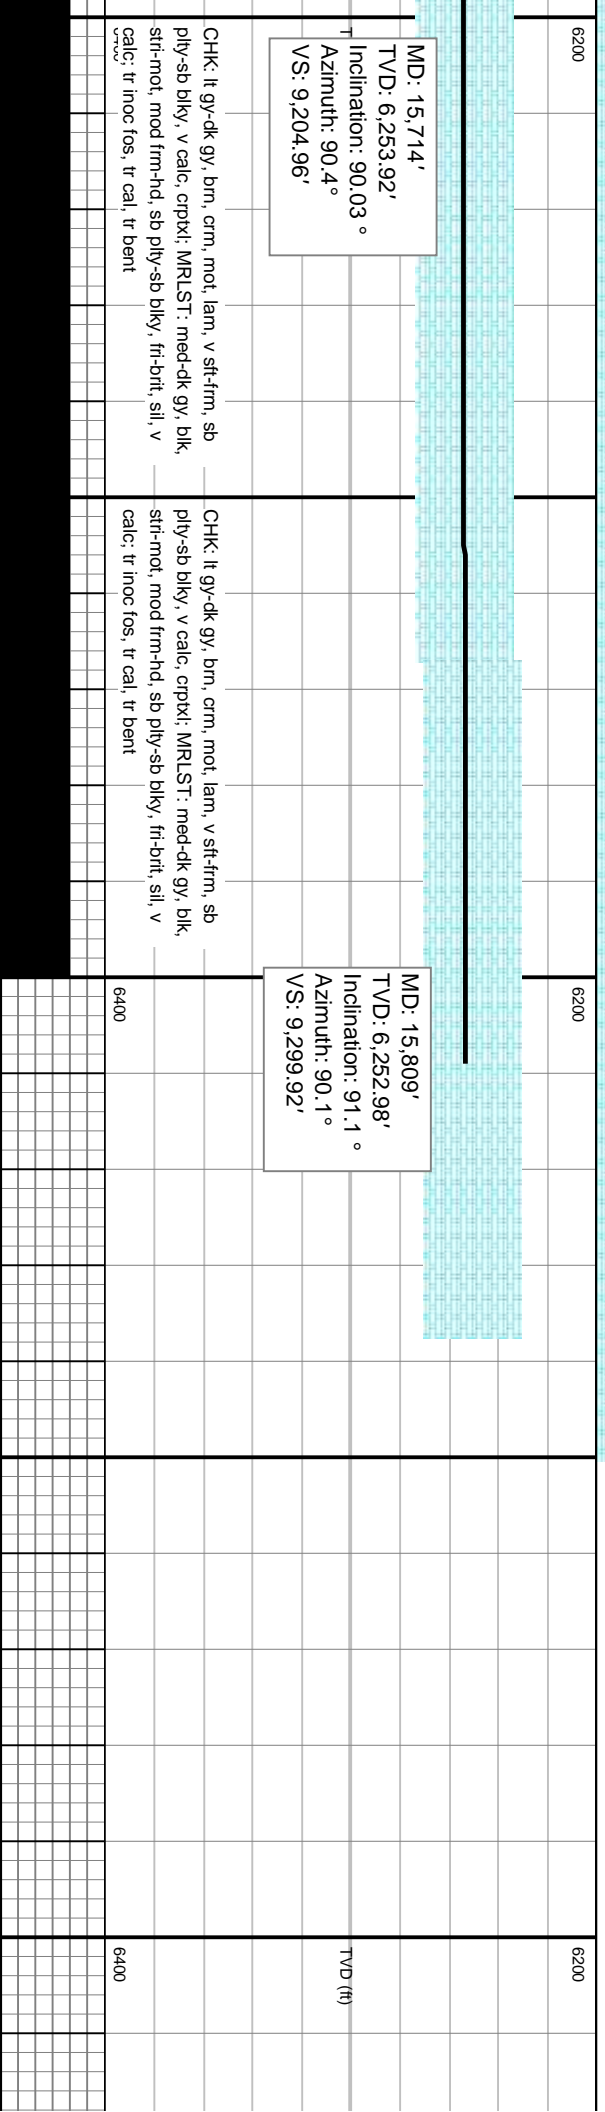 6200
T
MD: 15,714'
TVD: 6,253.92'
Inclination: 90.03 °
Azimuth: 90.4°
VS: 9,204.96'
CHK: lt gy-dk gy, brn, crm, mot, lam, v sft-frm, sb
plty-sb blky, v calc, crptxl; MRLST: med-dk gy, blk,
stri-mot, mod frm-hd, sb plty-sb blky, fri-brit, sil, v
calc; tr inoc fos, tr cal, tr bent
CHK: lt gy-dk gy, brn, crm, mot, lam, v sft-frm, sb
plty-sb blky, v calc, crptxl; MRLST: med-dk gy, blk,
stri-mot, mod frm-hd, sb plty-sb blky, fri-brit, sil, v
calc; tr inoc fos, tr cal, tr bent
6200
MD: 15,809'
TVD: 6,252.98'
Inclination: 91.1 °
Azimuth: 90.1°
VS: 9,299.92'
6400
6200
TVD (ft)
6400